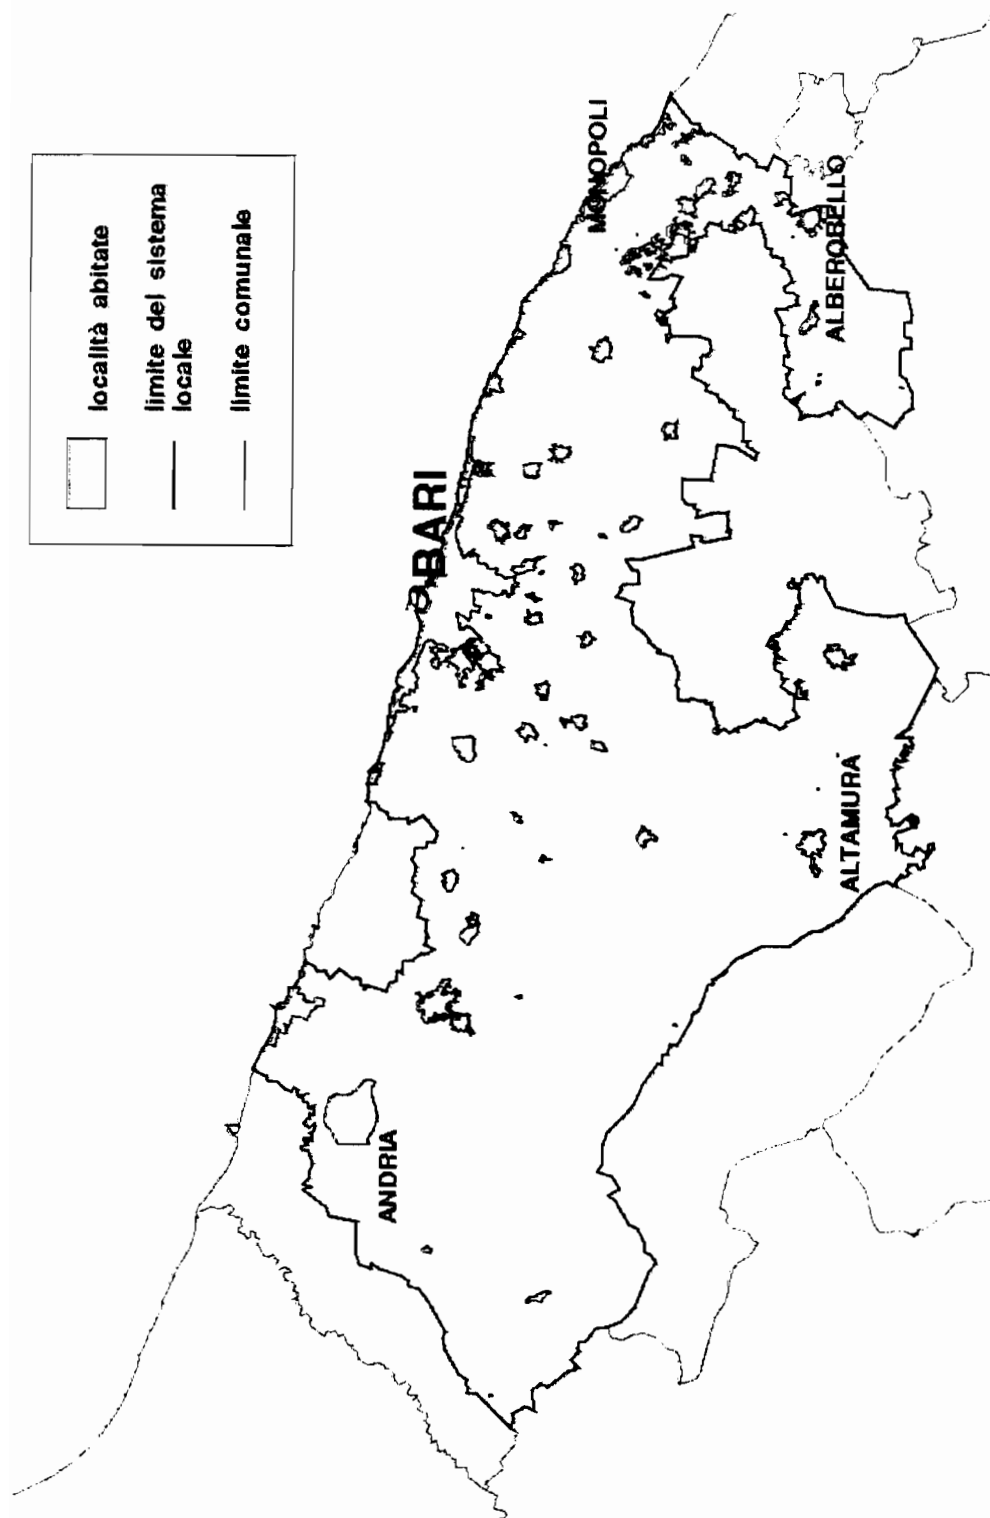 località abitate
limite del sistema
locale
limite comunale
MONOPOLI
BARI
ALBEROBELLO
ALTAMURA
ANDRIA